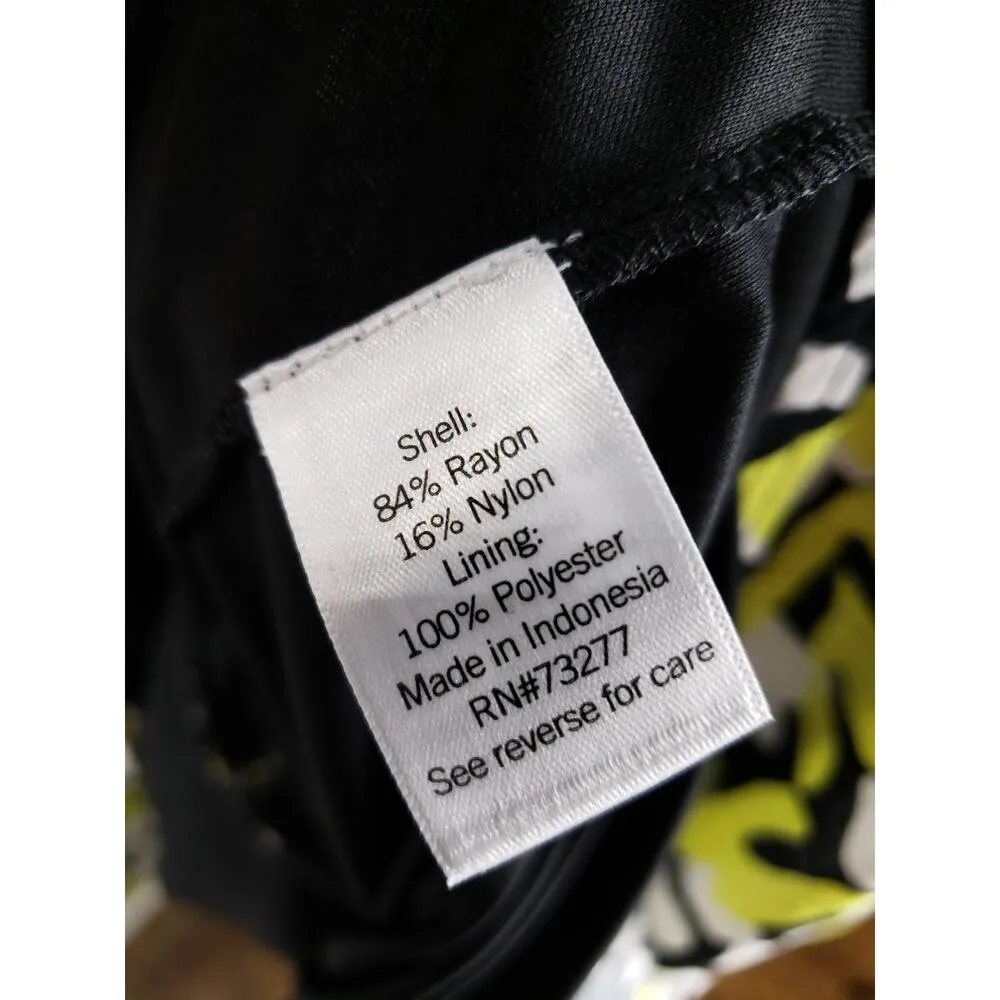 Shell:
84% Rayon
16% Nylon
Lining:
100% Polyester
Made in Indonesia
RN#73277
See reverse for care